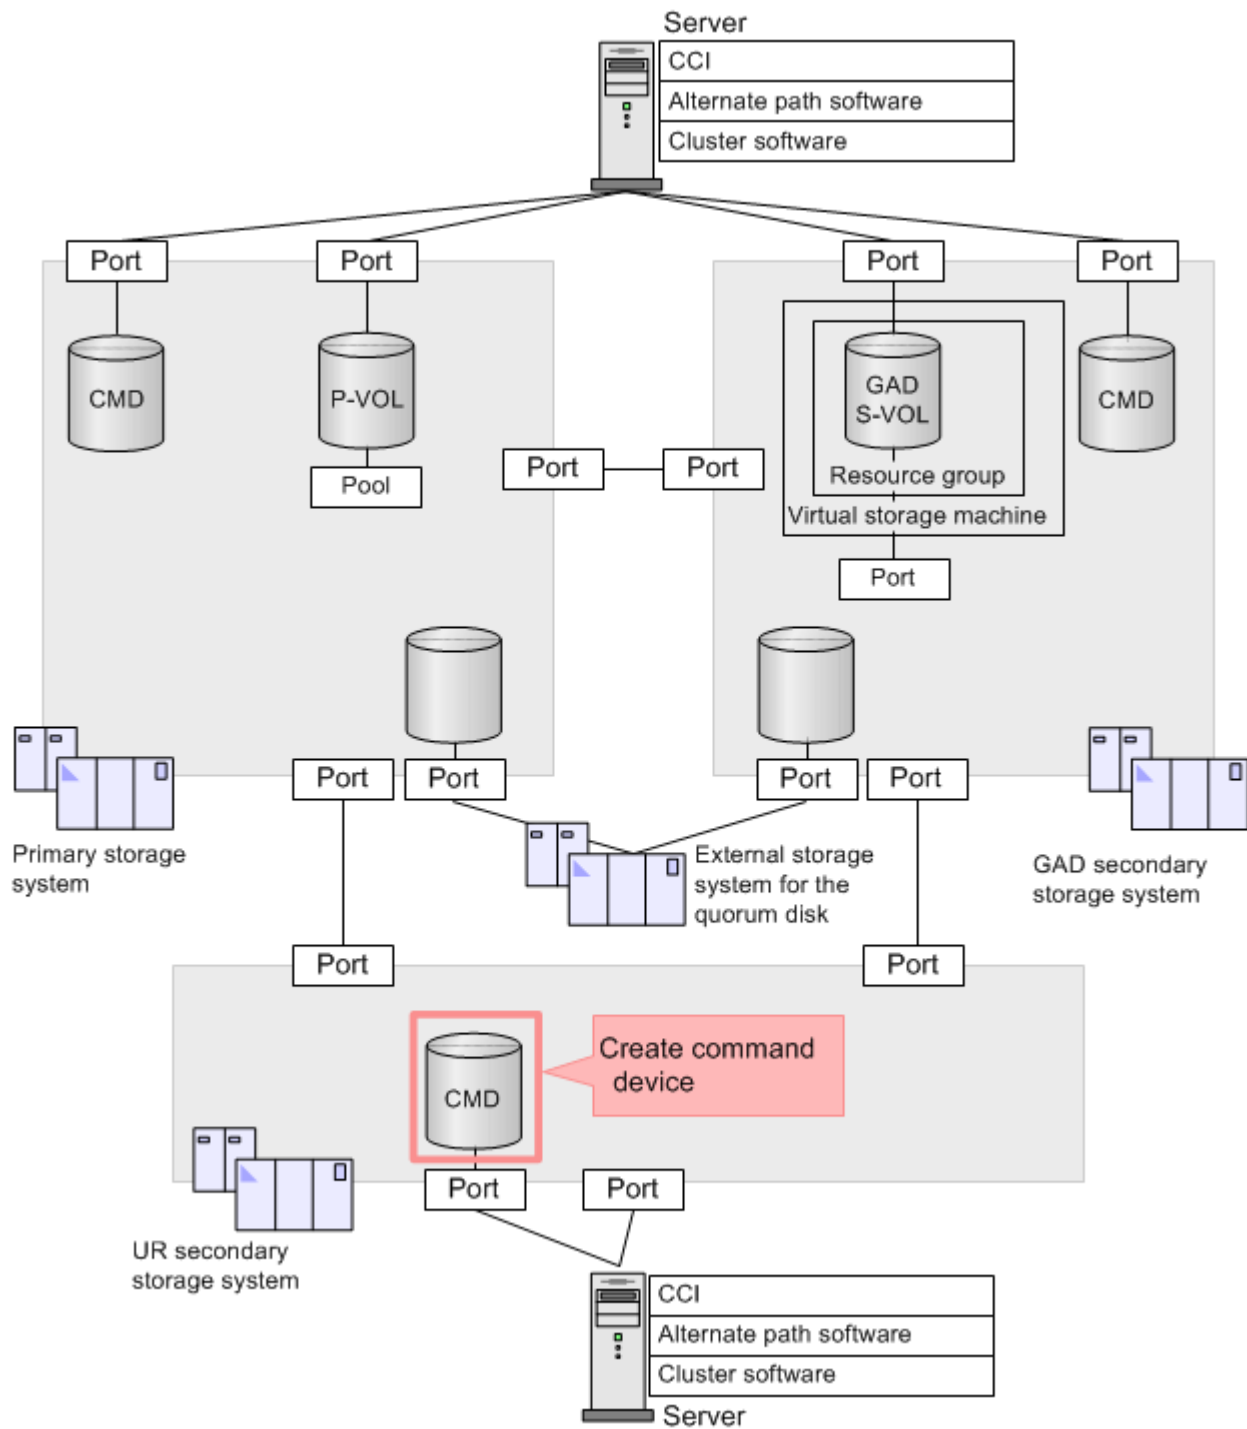 Server
CCI
Alternate path software
Cluster software
Port
Port
Port
Port
CMD
P-VOL
GAD
S-VOL
CMD
Port
Port
Pool
Resource group
Virtual storage machine
Port
Port
Port
Port
Port
Primary storage
system
External storage
system for the
quorum disk
GAD secondary
storage system
Port
Port
Create command
device
CMD
Port
Port
UR secondary
storage system
CCI
Alternate path software
Cluster software
Server